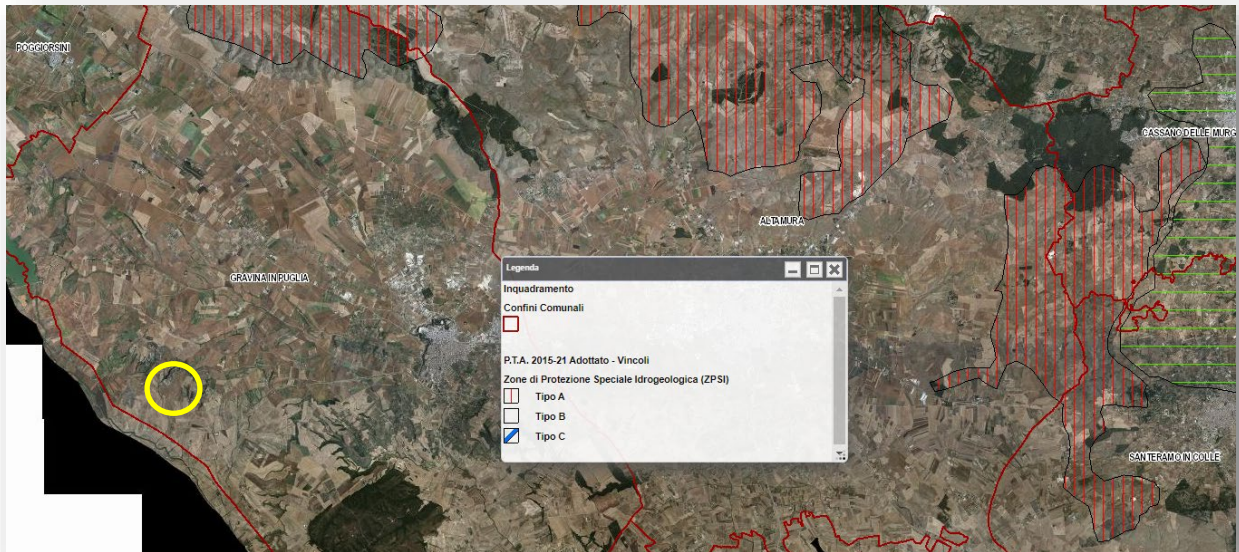 POGGIORSINI
CASSANO DELLE MURG
ALTAMURA
GRAVINA IN PUGLIA
Legenda
Inquadramento
Confini Comunali
P.T.A. 2015-21 Adottato - Vincoli
Zone di Protezione Speciale Idrogeologica (ZPSI)
Tipo A
Tipo B
Tipo C
SANTERAMO IN COLLE